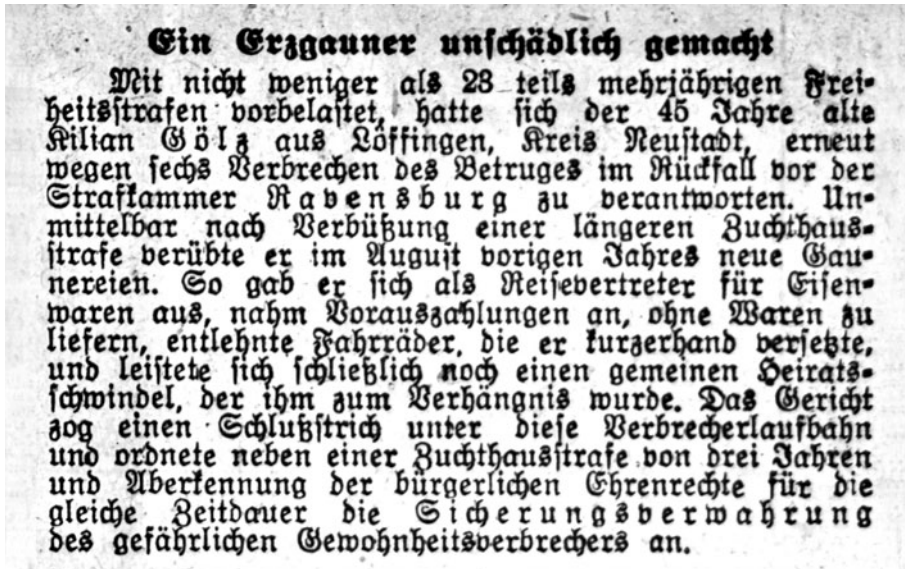 Ein Erzgauner unschädlich gemacht
Mit nicht weniger als 23 teils mehrjährigen Frei-
heitsstrafen vorbelastet, hatte sich der 45 Jahre alte
Kilian Gölz aus Löffingen, Kreis Neustadt, erneut
wegen sechs Verbrechen des Betruges im Rückfall vor der
Strafkammer Ravensburg zu verantworten. Un-
mittelbar nach Verbüßung einer längeren Zuchthaus-
strafe verübte er im August vorigen Jahres neue Gau-
nereien. So gab er sich als Reisevertreter für Eisen-
waren aus, nahm Vorauszahlungen an, ohne Waren zu
liefern, entlehnte Fahrräder, die er kurzerhand versetzte,
und leistete sich schließlich noch einen gemeinen Heirats-
schwindel, der ihm zum Verhängnis wurde. Das Gericht
zog einen Schlußstrich unter diese Verbrecherlaufbahn
und ordnete neben einer Zuchthausstrafe von drei Jahren
und Aberkennung der bürgerlichen Ehrenrechte für die
gleiche Zeitdauer die Sicherungsverwahrung
des gefährlichen Gewohnheitsverbrechers an.